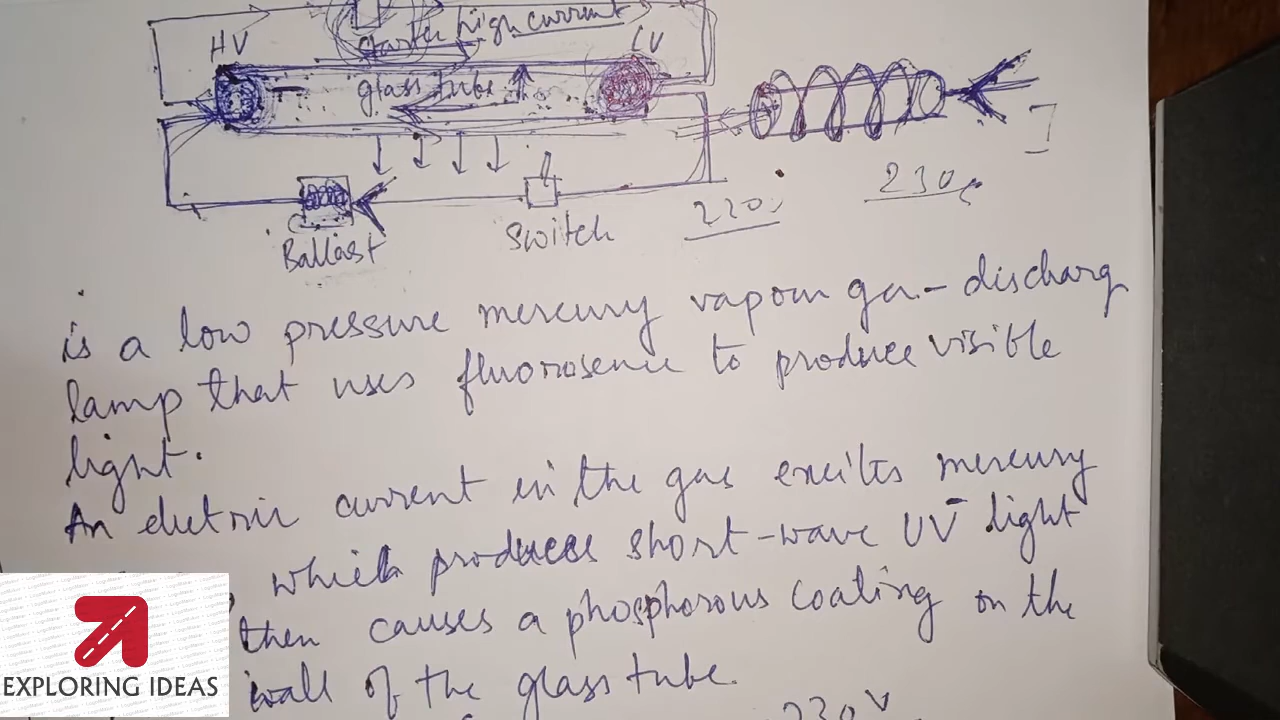 starter high current
HV
LV
glass tube
I
230
220
Ballast
Switch
is a low pressure mercury vapour gas-discharg
lamp that uses fluorosence to produce visible
light.
An electric current in the gas excites mercury
which produces short-wave UV light
then causes a phosphorous coating on the
wall of the glass tube.
230V
EXPLORING IDEAS